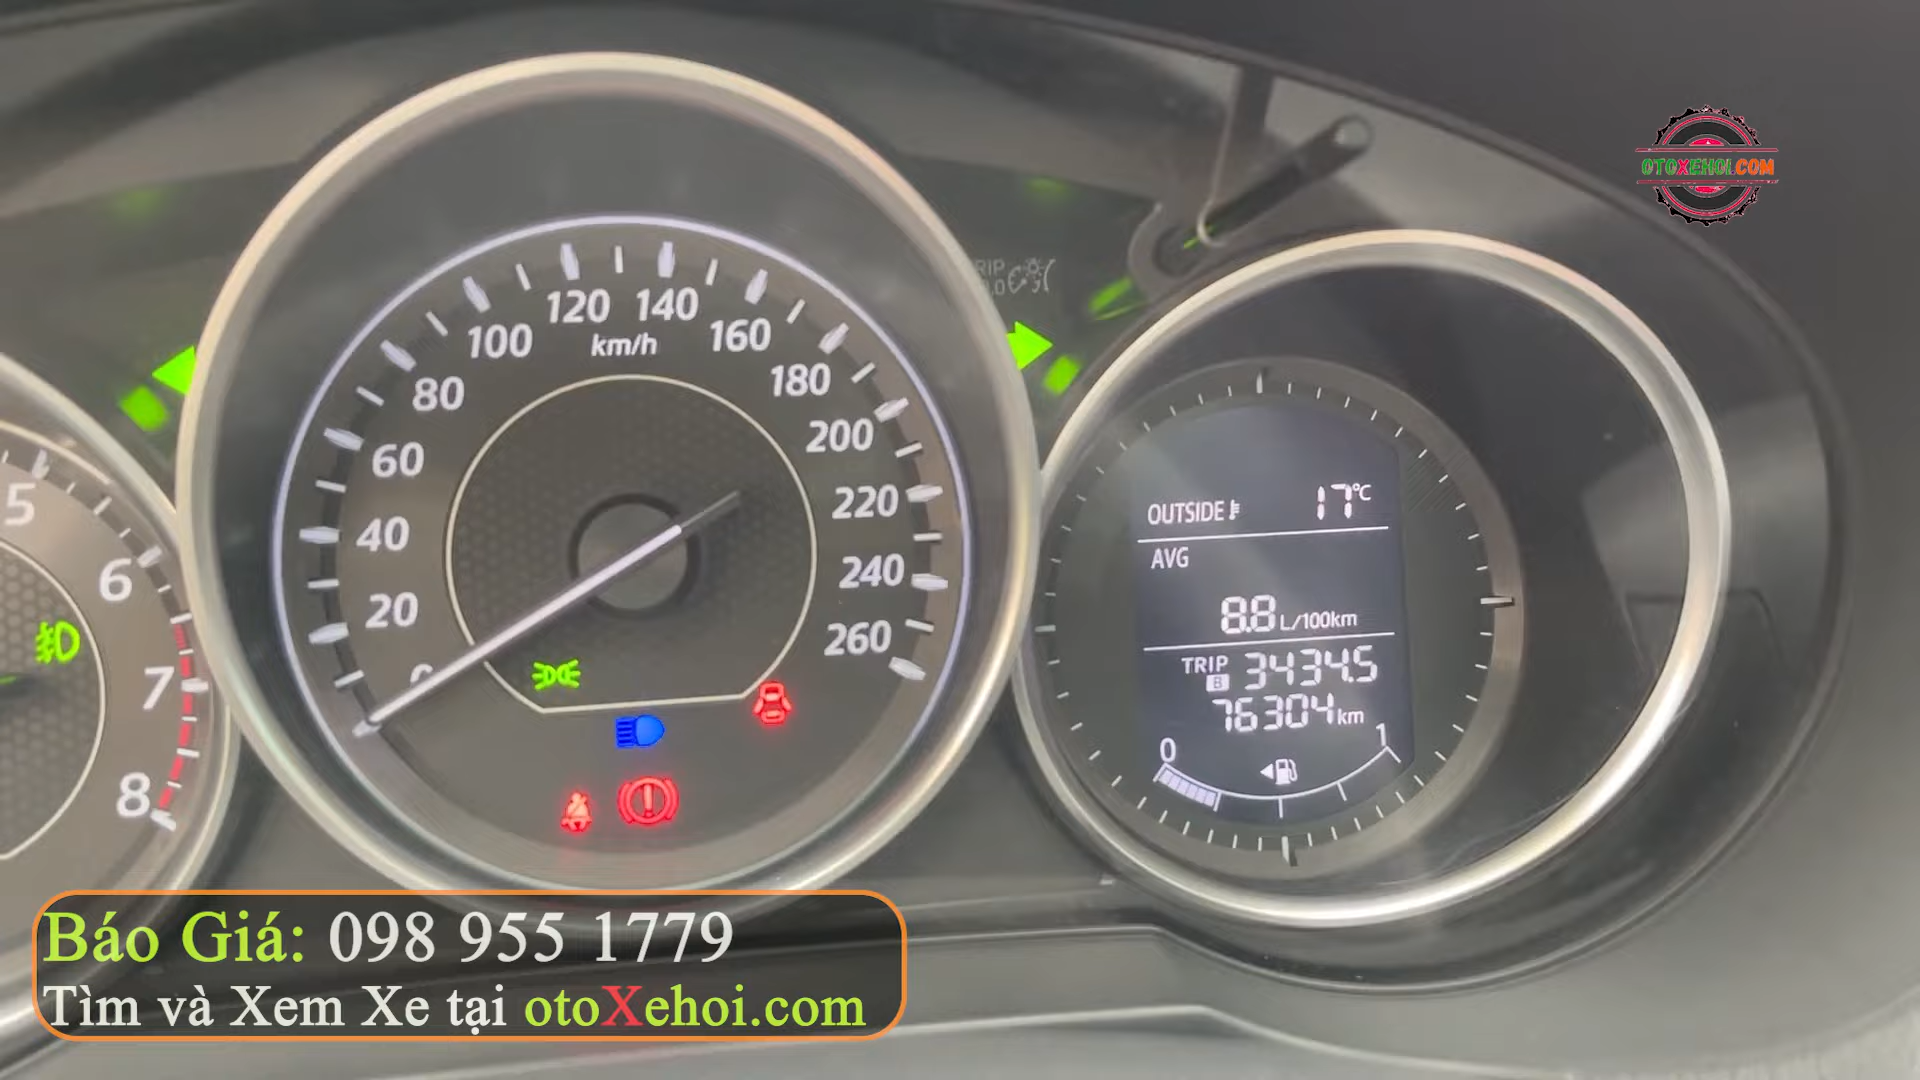 OTOXEHOI.COM
120 140
100 km/h 160
80 180
60 200
40 220
20 240
0 260
5
6
7
8
OUTSIDE 17°C
AVG
8.8 L/100km
TRIP B 3434.5
76304 km
0 1
Báo Giá: 098 955 1779
Tìm và Xem Xe tại otoXehoi.com